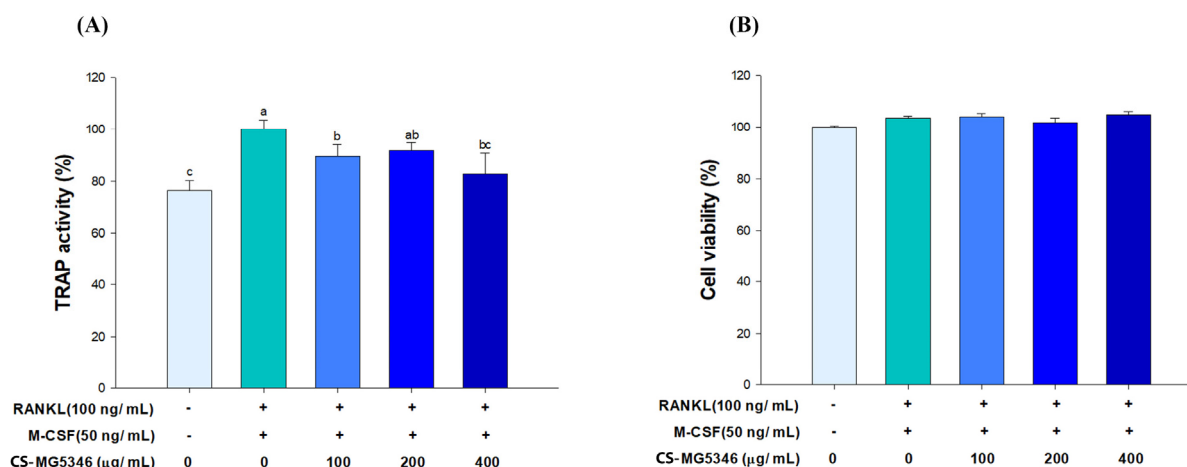 (A)
TRAP activity (%)
120
100
80
60
40
20
0
c
a
b
ab
bc
RANKL(100 ng/ mL) - + + + +
M-CSF(50 ng/ mL) - + + + +
CS-MG5346 (μg/ mL) 0 0 100 200 400
(B)
Cell viability (%)
120
100
80
60
40
20
0
RANKL(100 ng/ mL) - + + + +
M-CSF(50 ng/ mL) - + + + +
CS-MG5346 (μg/ mL) 0 0 100 200 400